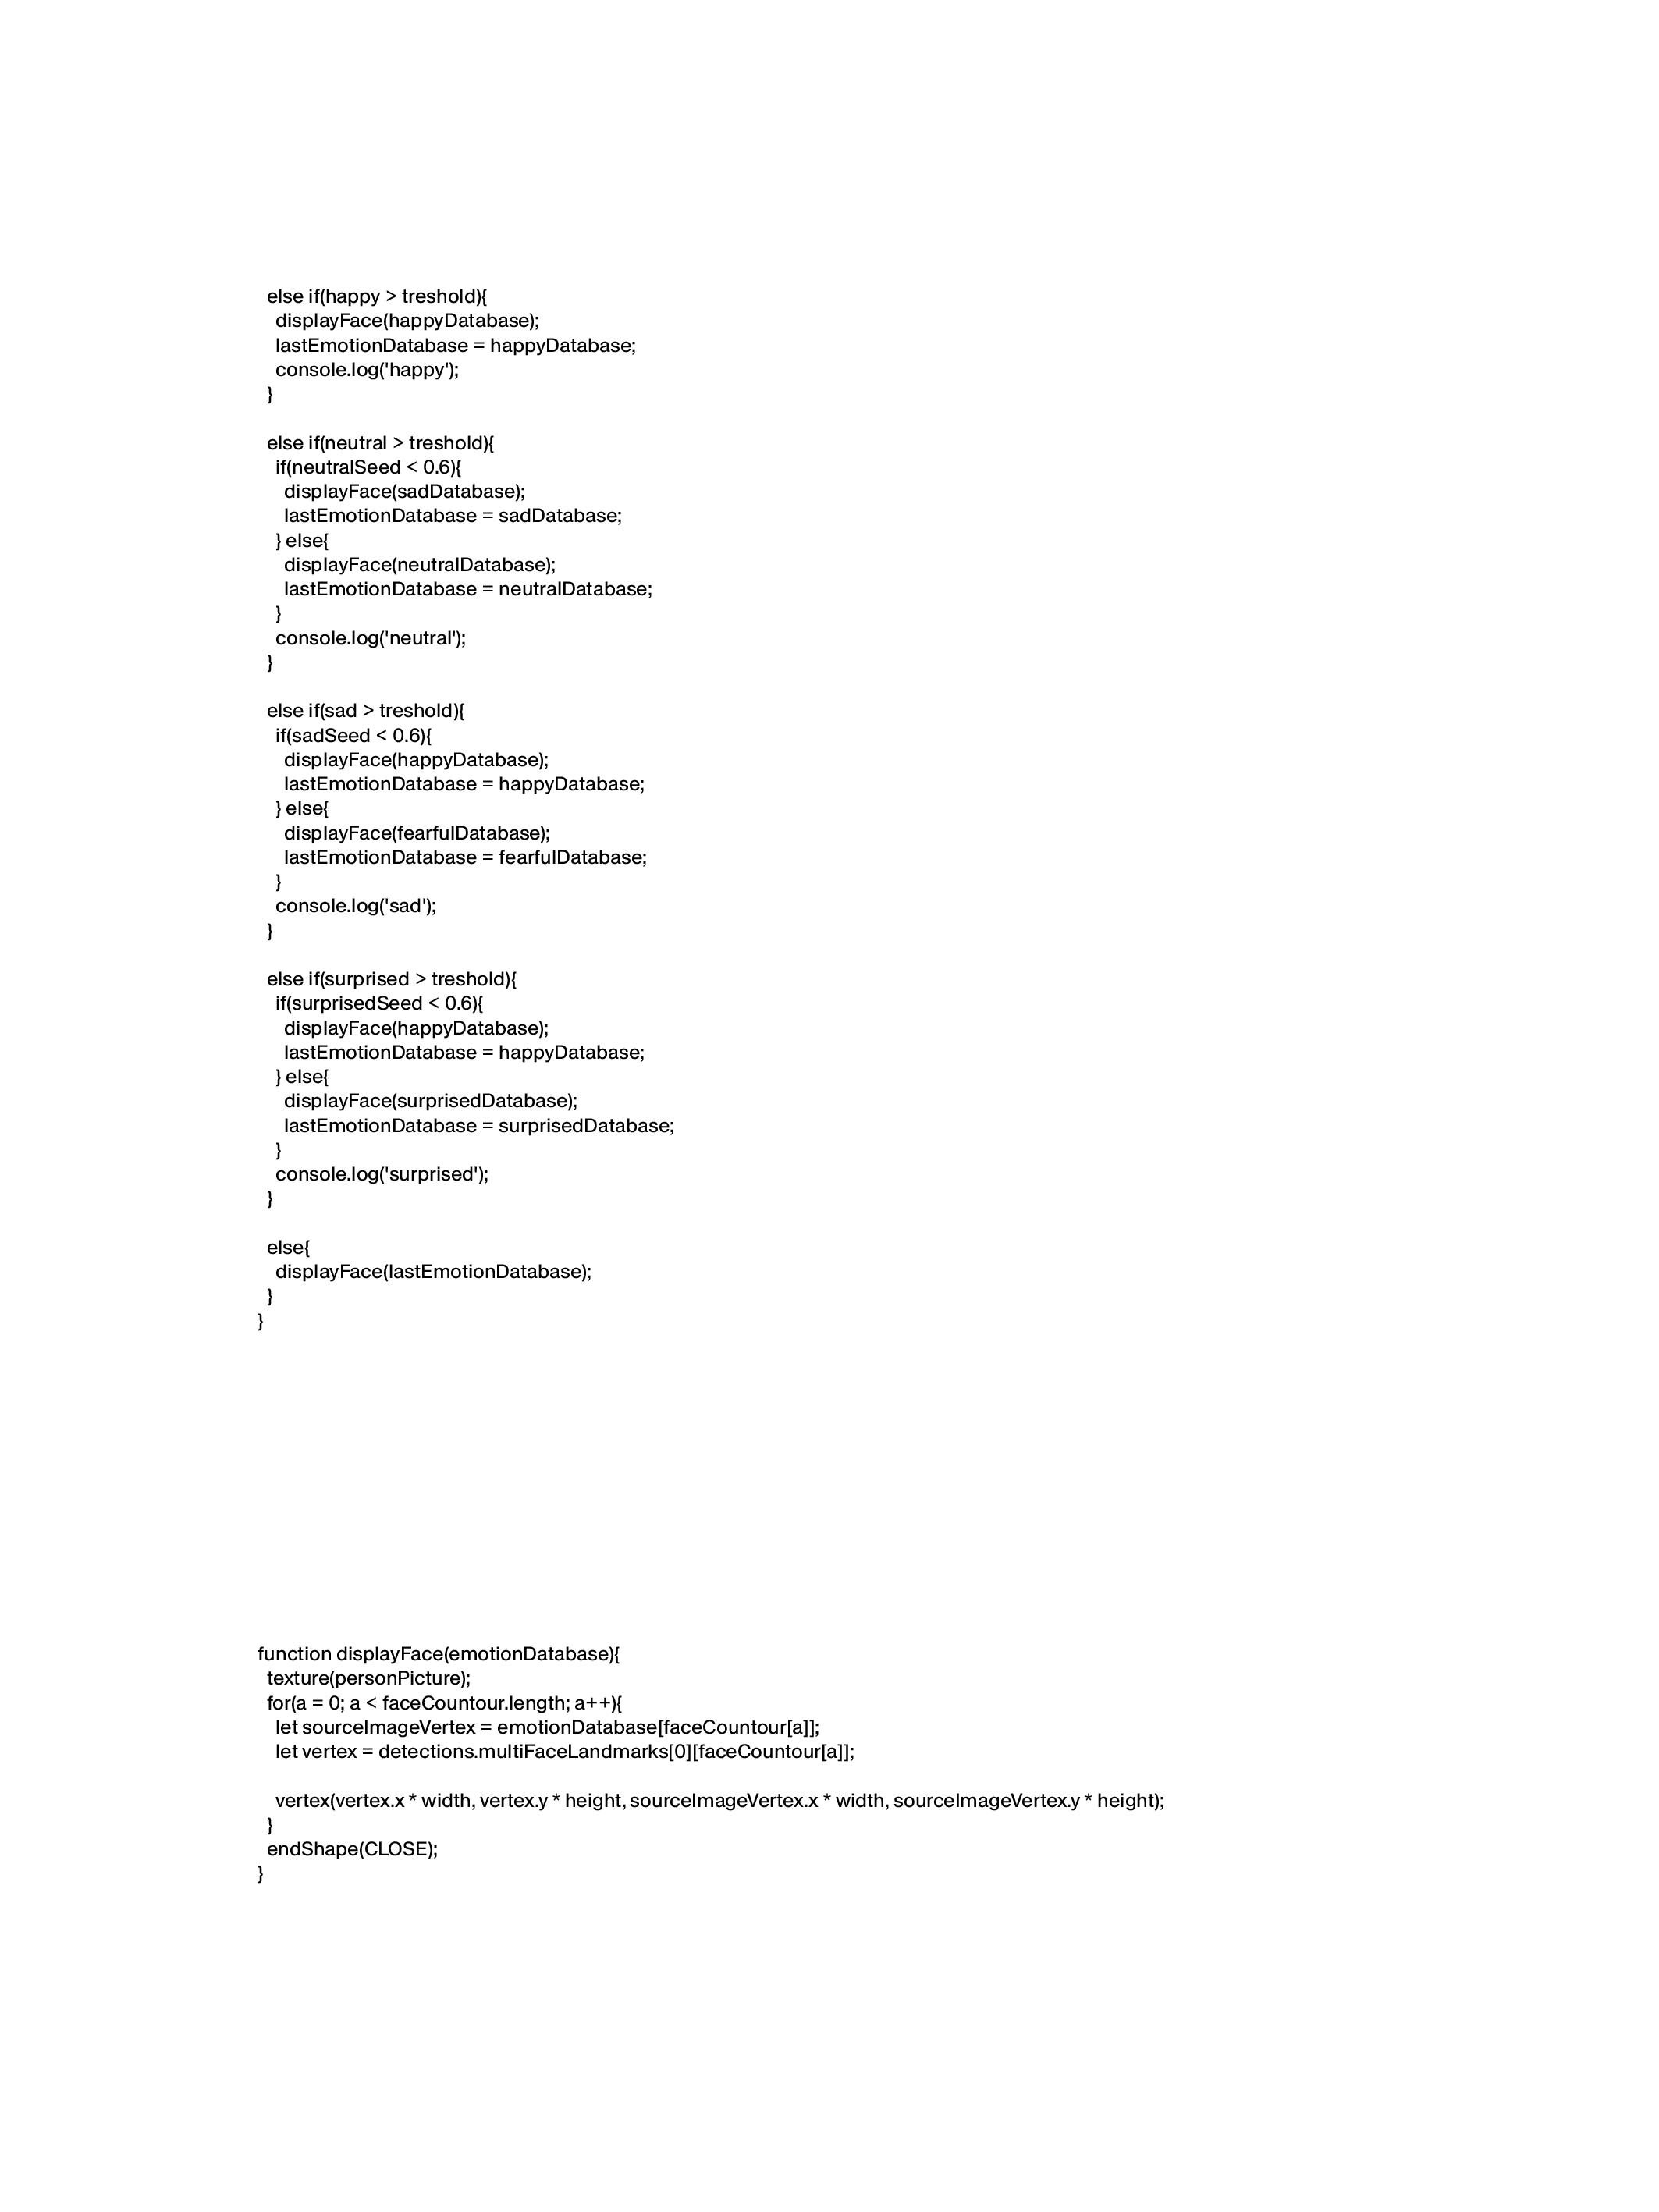 else if(happy > treshold){
displayFace(happyDatabase);
lastEmotionDatabase = happyDatabase;
console.log('happy');
}
else if(neutral > treshold){
if(neutralSeed < 0.6){
displayFace(sadDatabase);
lastEmotionDatabase = sadDatabase;
} else{
displayFace(neutralDatabase);
lastEmotionDatabase = neutralDatabase;
}
console.log('neutral');
}
else if(sad > treshold){
if(sadSeed < 0.6){
displayFace(happyDatabase);
lastEmotionDatabase = happyDatabase;
} else{
displayFace(fearfulDatabase);
lastEmotionDatabase = fearfulDatabase;
}
console.log('sad');
}
else if(surprised > treshold){
if(surprisedSeed < 0.6){
displayFace(happyDatabase);
lastEmotionDatabase = happyDatabase;
} else{
displayFace(surprisedDatabase);
lastEmotionDatabase = surprisedDatabase;
}
console.log('surprised');
}
else{
displayFace(lastEmotionDatabase);
}
}
function displayFace(emotionDatabase){
texture(personPicture);
for(a = 0; a < faceCountour.length; a++){
let sourceImageVertex = emotionDatabase[faceCountour[a]];
let vertex = detections.multiFaceLandmarks[0][faceCountour[a]];
vertex(vertex.x * width, vertex.y * height, sourceImageVertex.x * width, sourceImageVertex.y * height);
}
endShape(CLOSE);
}